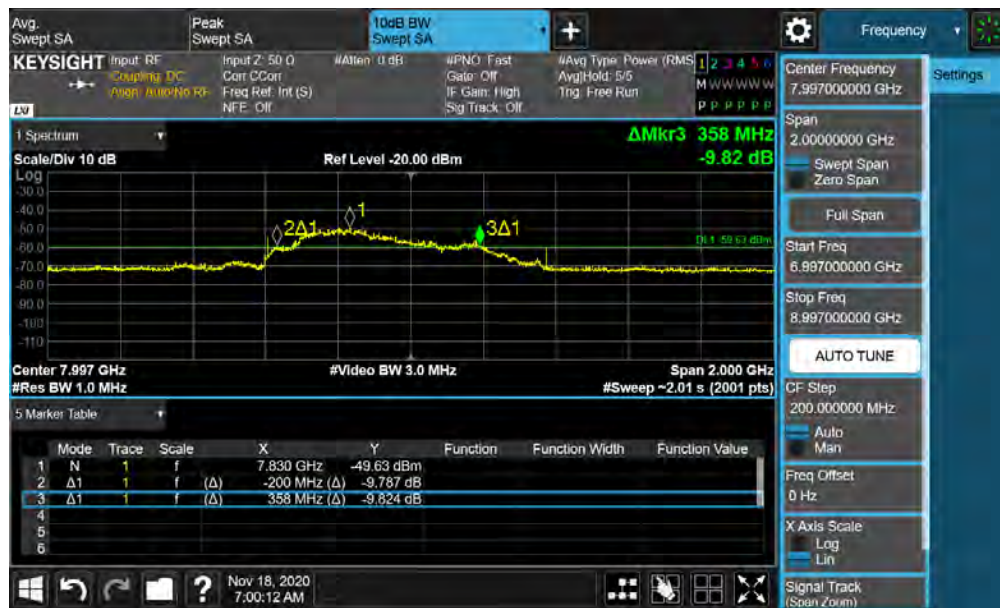 Avg.
Swept SA
Peak
Swept SA
10dB BW
Swept SA
Frequency
KEYSIGHT
LXI
Input: RF
Coupling: DC
Align: Auto/No RF
Input Z: 50 Ω
Corr CCorr
Freq Ref: Int (S)
NFE: Off
#Atten: 0 dB
#PNO: Fast
Gate: Off
IF Gain: High
Sig Track: Off
#Avg Type: Power (RMS
Avg|Hold: 5/5
Trig: Free Run
1 2 3 4 5 6
M W W W W W
P P P P P P
1 Spectrum
Scale/Div 10 dB
Ref Level -20.00 dBm
ΔMkr3 358 MHz
-9.82 dB
Log
-30.0
-40.0
-50.0
-60.0
-70.0
-80.0
-90.0
-100
-110
2Δ1
1
3Δ1
DL1 -59.63 dBm
Center 7.997 GHz
#Video BW 3.0 MHz
Span 2.000 GHz
#Res BW 1.0 MHz
#Sweep ~2.01 s (2001 pts)
5 Marker Table
Mode Trace Scale X Y Function Function Width Function Value
1 N 1 f 7.830 GHz -49.63 dBm
2 Δ1 1 f (Δ) -200 MHz (Δ) -9.787 dB
3 Δ1 1 f (Δ) 358 MHz (Δ) -9.824 dB
4
5
6
Nov 18, 2020
7:00:12 AM
Center Frequency
7.997000000 GHz
Span
2.00000000 GHz
Swept Span
Zero Span
Full Span
Start Freq
6.997000000 GHz
Stop Freq
8.997000000 GHz
AUTO TUNE
CF Step
200.000000 MHz
Auto
Man
Freq Offset
0 Hz
X Axis Scale
Log
Lin
Signal Track
(Span Zoom)
Settings